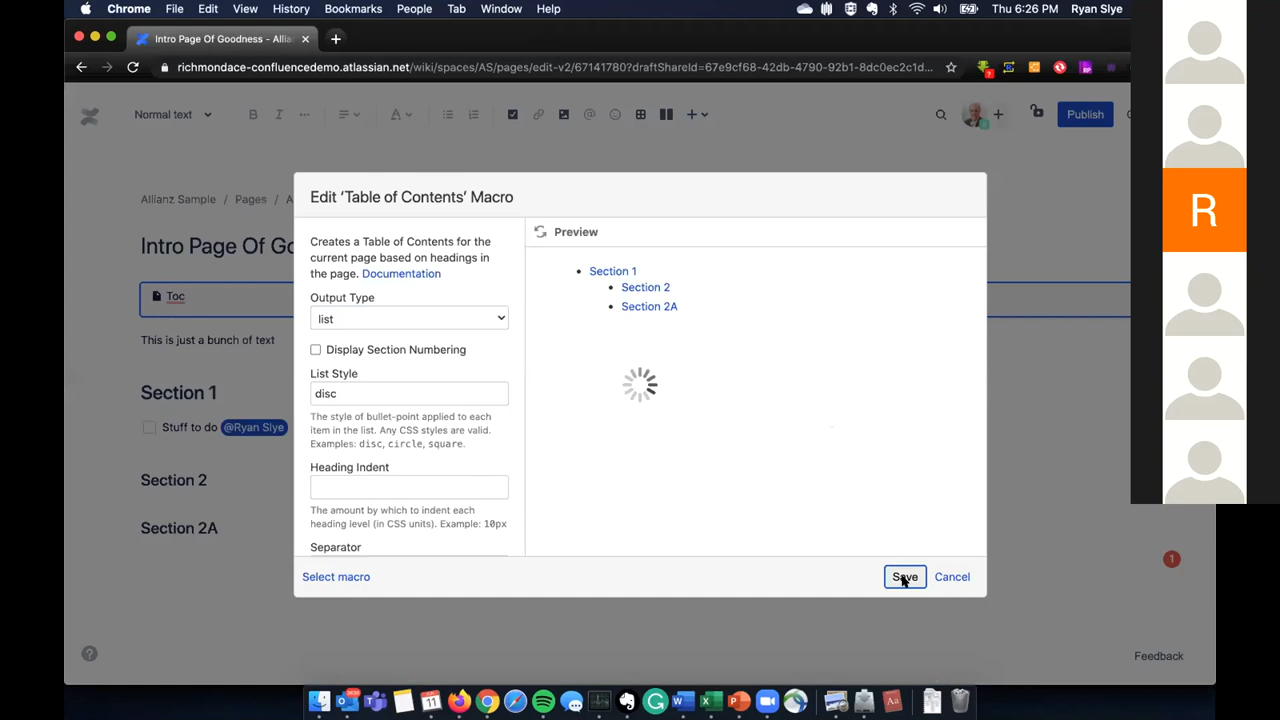 Chrome File Edit View History Bookmarks People Tab Window Help Thu 6:26 PM Ryan Slye
Intro Page Of Goodness - Allia
richmondace-confluencedemo.atlassian.net/wiki/spaces/AS/pages/edit-v2/67141780?draftShareId=67e9cf68-42db-4790-92b1-8dc0ec2c1d...
Normal text
B I
A
Publish
Allianz Sample / Pages / A
Intro Page Of Go
Toc
This is just a bunch of text
Section 1
Stuff to do @Ryan Slye
Section 2
Section 2A
Edit ‘Table of Contents’ Macro
Creates a Table of Contents for the
current page based on headings in
the page. Documentation
Output Type
list
Display Section Numbering
List Style
disc
The style of bullet-point applied to each
item in the list. Any CSS styles are valid.
Examples: disc, circle, square.
Heading Indent
The amount by which to indent each
heading level (in CSS units). Example: 10px
Separator
Preview
Section 1
Section 2
Section 2A
Select macro
Save
Cancel
R
1
?
Feedback